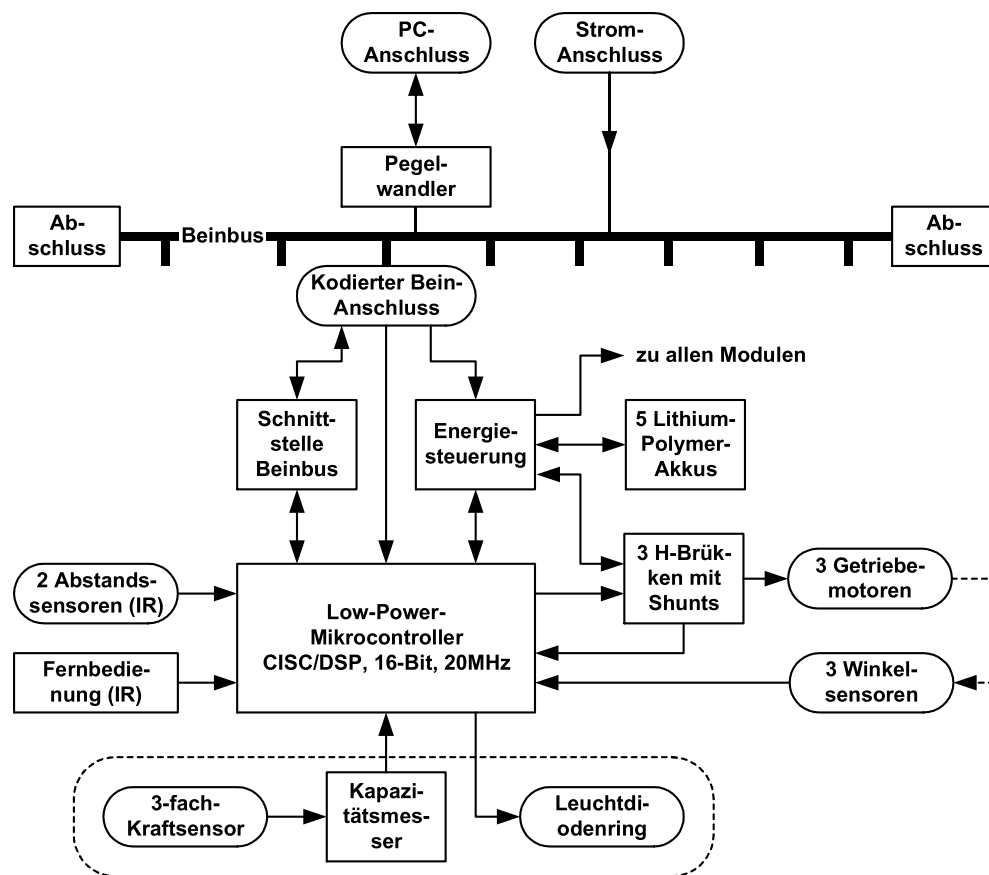 PC-
Anschluss
Strom-
Anschluss
Pegel-
wandler
Ab-
schluss
Beinbus
Ab-
schluss
Kodierter Bein-
Anschluss
zu allen Modulen
Schnitt-
stelle
Beinbus
Energie-
steuerung
5 Lithium-
Polymer-
Akkus
2 Abstands-
sensoren (IR)
Low-Power-
Mikrocontroller
CISC/DSP, 16-Bit, 20MHz
3 H-Brük-
ken mit
Shunts
3 Getriebe-
motoren
Fernbedie-
nung (IR)
3 Winkel-
sensoren
3-fach-
Kraftsensor
Kapazi-
tätsmes-
ser
Leuchtdi-
odenring